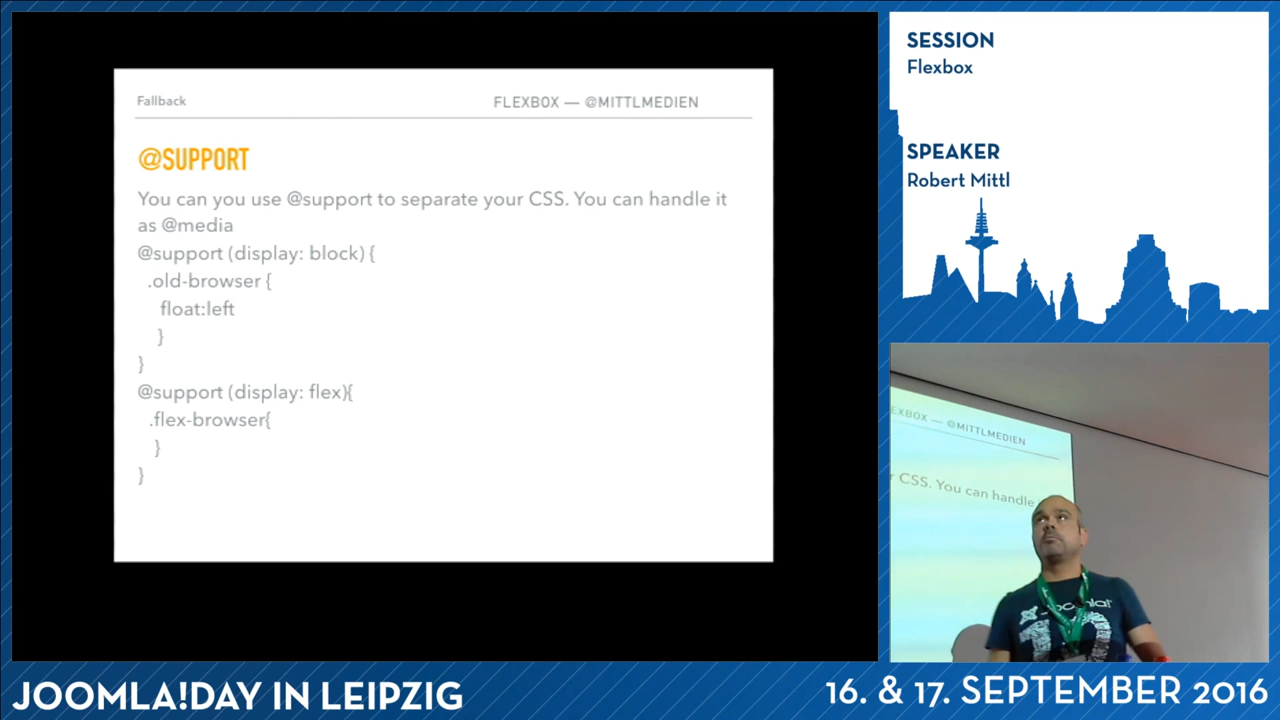 Fallback
FLEXBOX — @MITTLMEDIEN
@SUPPORT
You can you use @support to separate your CSS. You can handle it
as @media
@support (display: block) {
.old-browser {
float:left
}
}
@support (display: flex){
.flex-browser{
}
}
SESSION
Flexbox
SPEAKER
Robert Mittl
EXBOX — @MITTLMEDIEN
r CSS. You can handle
JOOMLA!DAY IN LEIPZIG
16. & 17. SEPTEMBER 2016